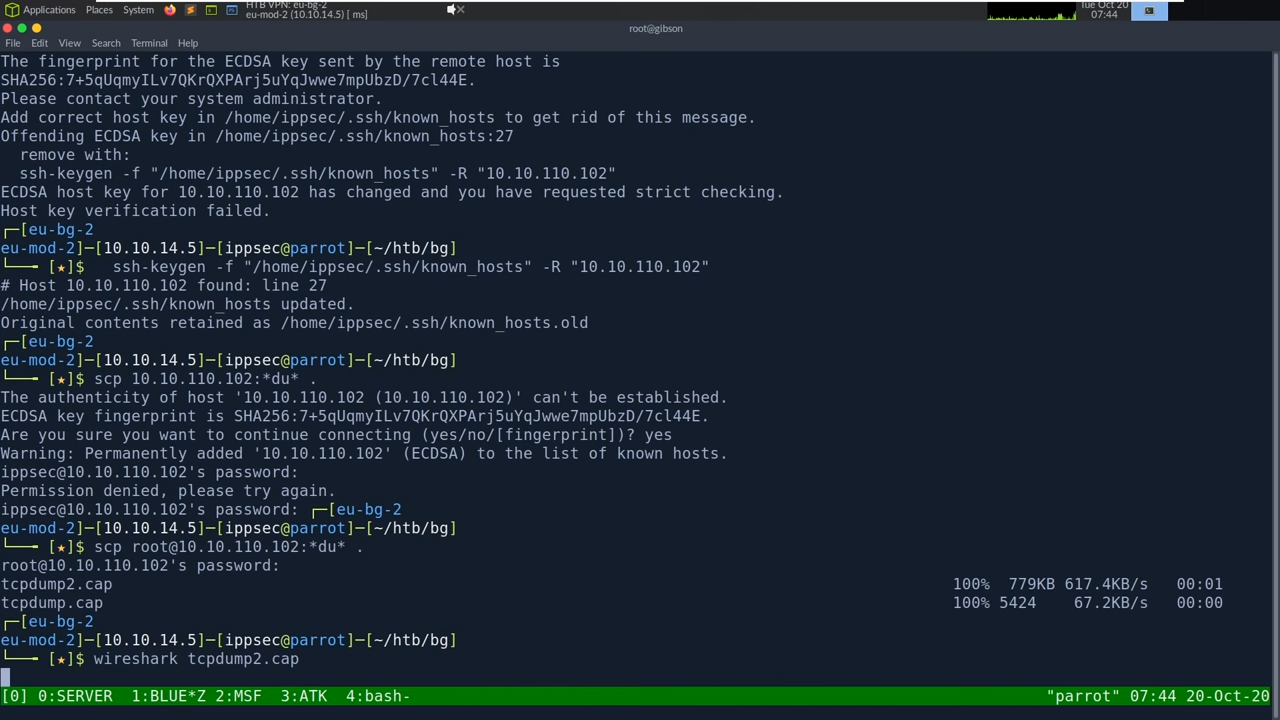 Applications Places System HTB VPN: eu-bg-2
eu-mod-2 (10.10.14.5) [ ms]
Tue Oct 20
07:44
root@gibson
File Edit View Search Terminal Help
The fingerprint for the ECDSA key sent by the remote host is
SHA256:7+5qUqmyILv7QKrQXPArj5uYqJwwe7mpUbzD/7cl44E.
Please contact your system administrator.
Add correct host key in /home/ippsec/.ssh/known_hosts to get rid of this message.
Offending ECDSA key in /home/ippsec/.ssh/known_hosts:27
  remove with:
  ssh-keygen -f "/home/ippsec/.ssh/known_hosts" -R "10.10.110.102"
ECDSA host key for 10.10.110.102 has changed and you have requested strict checking.
Host key verification failed.
┌─[eu-bg-2
eu-mod-2]─[10.10.14.5]─[ippsec@parrot]─[~/htb/bg]
└──╼ [★]$   ssh-keygen -f "/home/ippsec/.ssh/known_hosts" -R "10.10.110.102"
# Host 10.10.110.102 found: line 27
/home/ippsec/.ssh/known_hosts updated.
Original contents retained as /home/ippsec/.ssh/known_hosts.old
┌─[eu-bg-2
eu-mod-2]─[10.10.14.5]─[ippsec@parrot]─[~/htb/bg]
└──╼ [★]$ scp 10.10.110.102:*du* .
The authenticity of host '10.10.110.102 (10.10.110.102)' can't be established.
ECDSA key fingerprint is SHA256:7+5qUqmyILv7QKrQXPArj5uYqJwwe7mpUbzD/7cl44E.
Are you sure you want to continue connecting (yes/no/[fingerprint])? yes
Warning: Permanently added '10.10.110.102' (ECDSA) to the list of known hosts.
ippsec@10.10.110.102's password:
Permission denied, please try again.
ippsec@10.10.110.102's password: ┌─[eu-bg-2
eu-mod-2]─[10.10.14.5]─[ippsec@parrot]─[~/htb/bg]
└──╼ [★]$ scp root@10.10.110.102:*du* .
root@10.10.110.102's password:
tcpdump2.cap 100% 779KB 617.4KB/s 00:01
tcpdump.cap 100% 5424 67.2KB/s 00:00
┌─[eu-bg-2
eu-mod-2]─[10.10.14.5]─[ippsec@parrot]─[~/htb/bg]
└──╼ [★]$ wireshark tcpdump2.cap
[0] 0:SERVER 1:BLUE*Z 2:MSF 3:ATK 4:bash- "parrot" 07:44 20-Oct-20